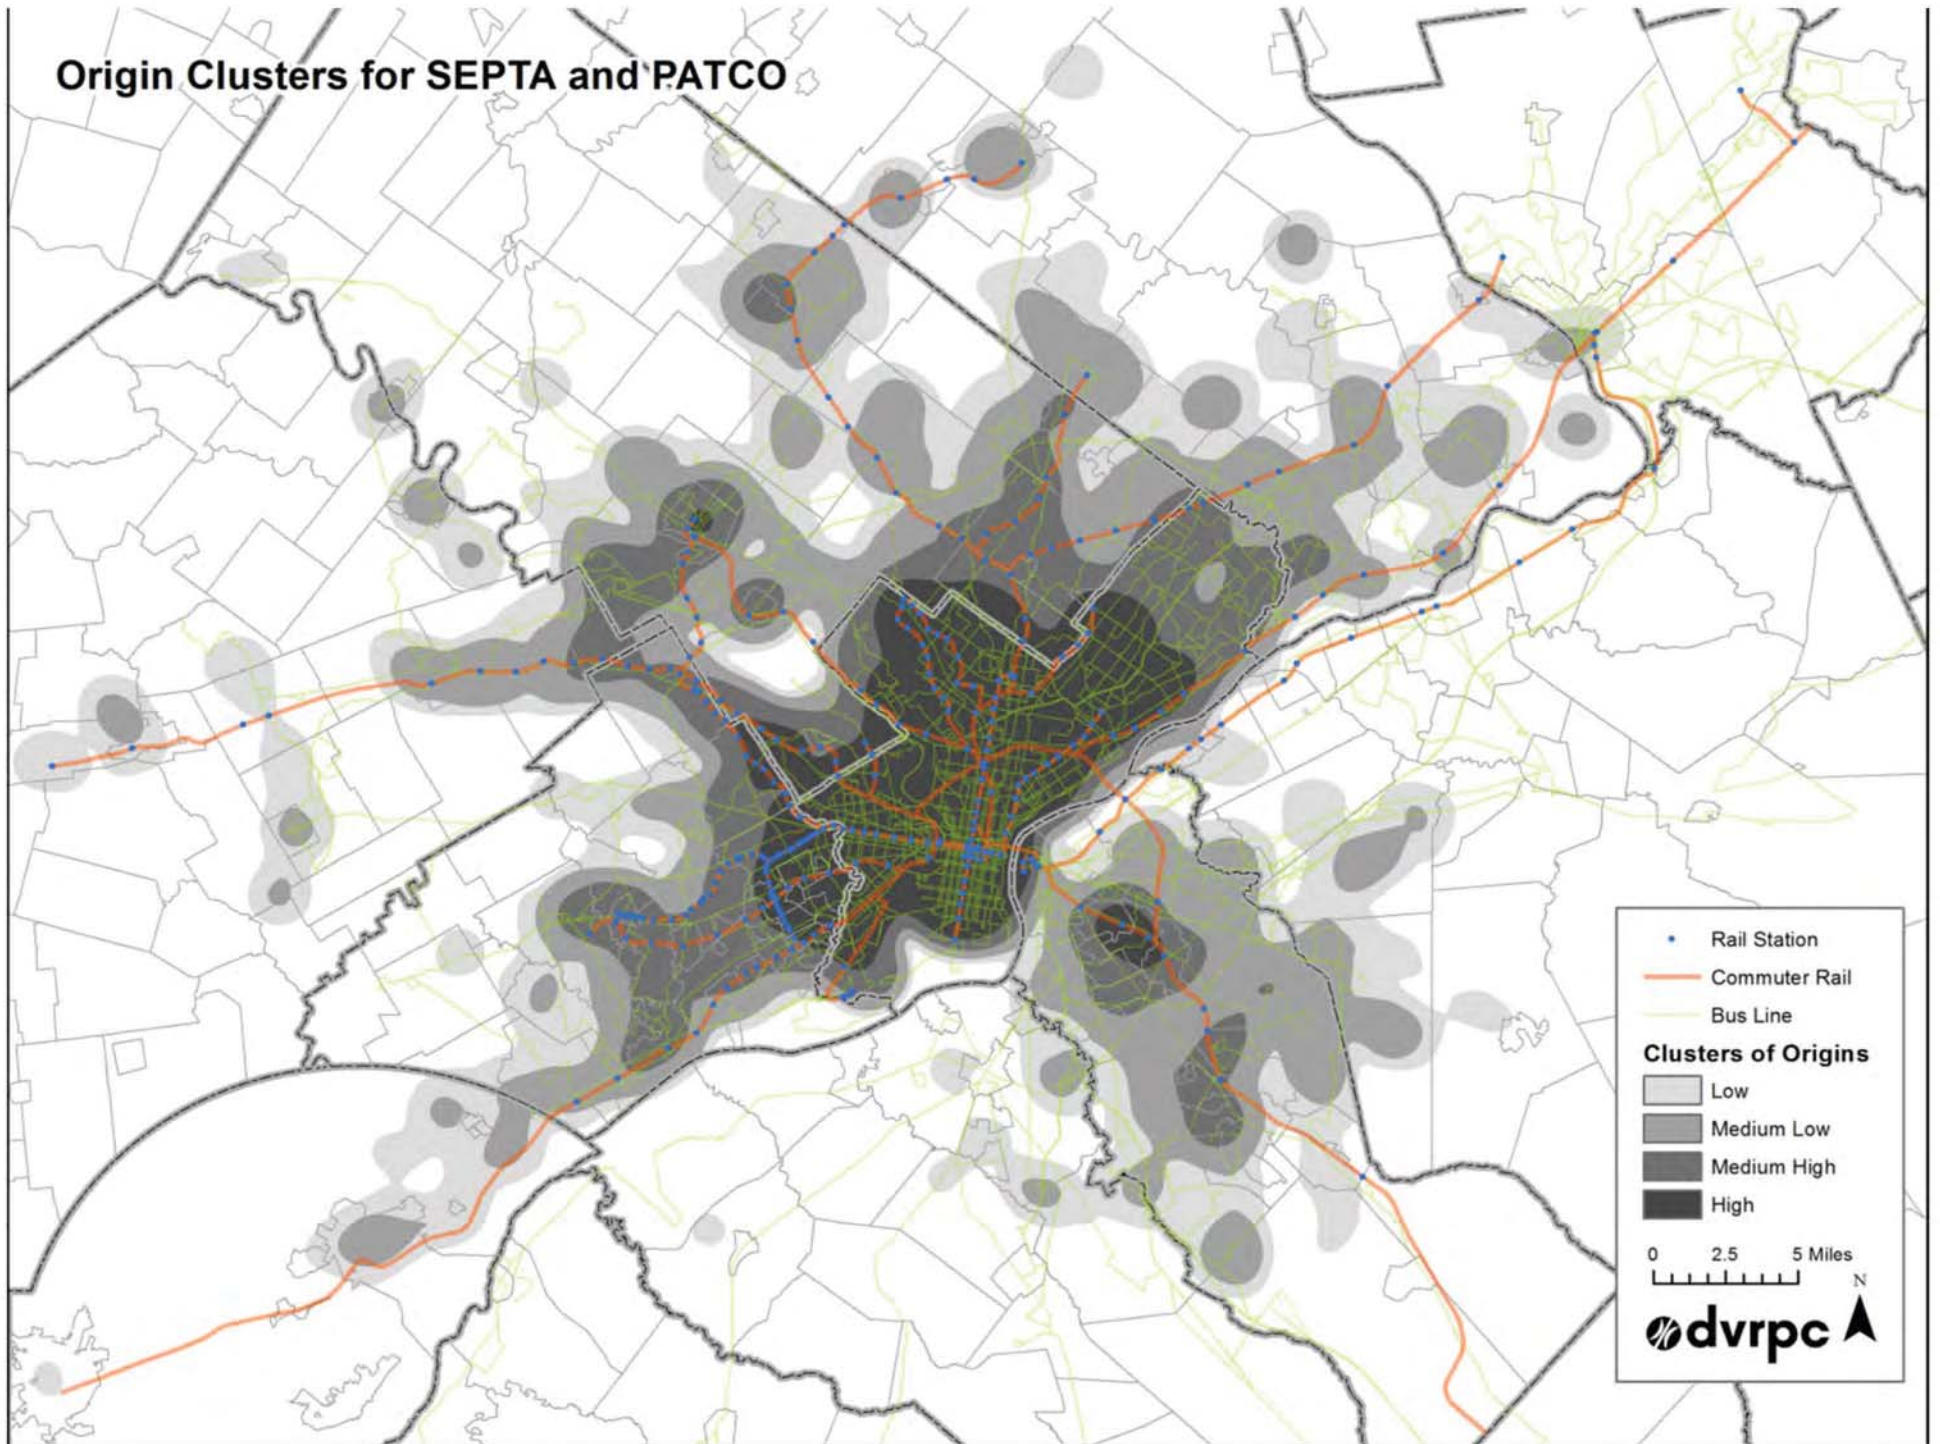 Origin Clusters for SEPTA and PATCO
Rail Station
Commuter Rail
Bus Line
Clusters of Origins
Low
Medium Low
Medium High
High
0 2.5 5 Miles
N
dvrpc